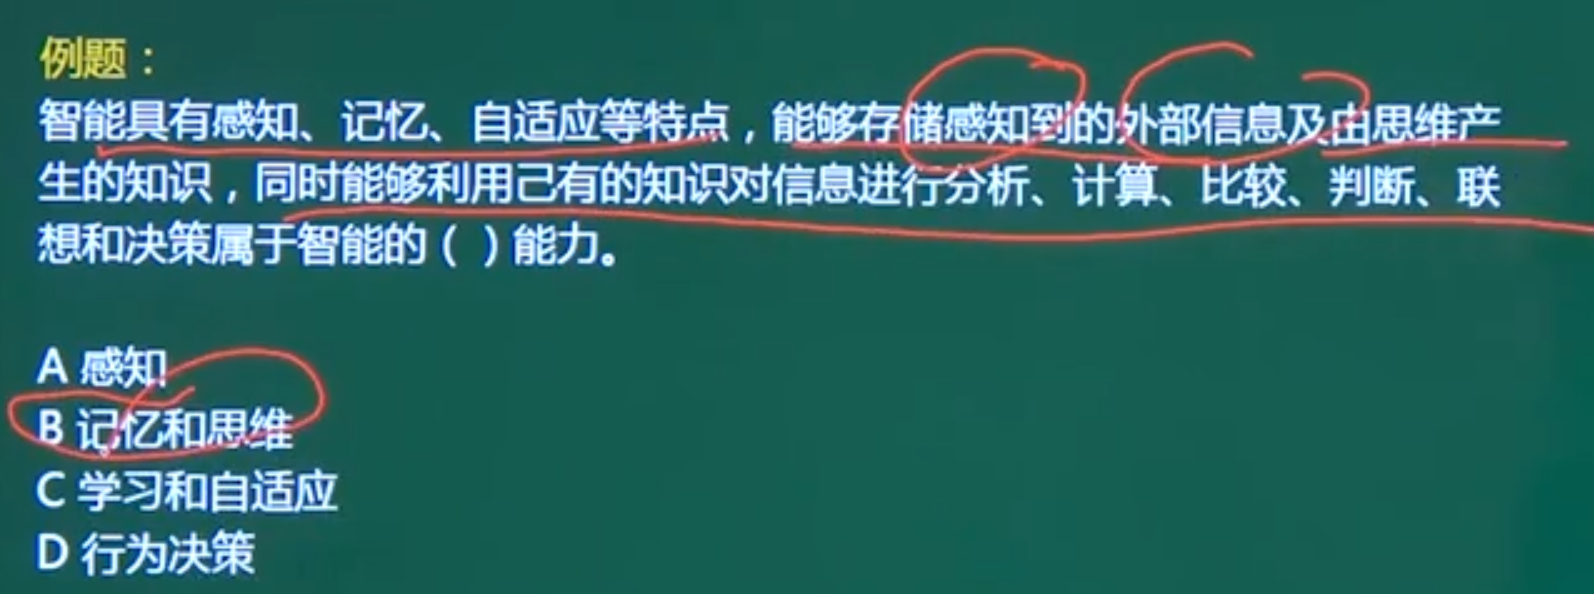 例题：
智能具有感知、记忆、自适应等特点，能够存储感知到的外部信息及由思维产
生的知识，同时能够利用己有的知识对信息进行分析、计算、比较、判断、联
想和决策属于智能的（ ）能力。
A 感知
B 记忆和思维
C 学习和自适应
D 行为决策